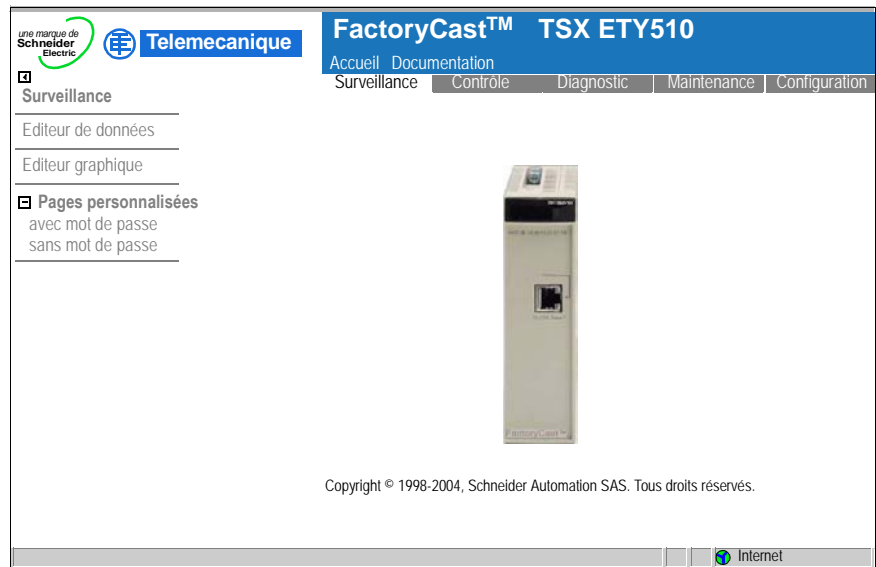 une marque de
Schneider
Electric
Telemecanique
FactoryCast™ TSX ETY510
Accueil Documentation
Surveillance Contrôle Diagnostic Maintenance Configuration
Surveillance
Editeur de données
Editeur graphique
Pages personnalisées
avec mot de passe
sans mot de passe
FactoryCast™
Copyright © 1998-2004, Schneider Automation SAS. Tous droits réservés.
Internet